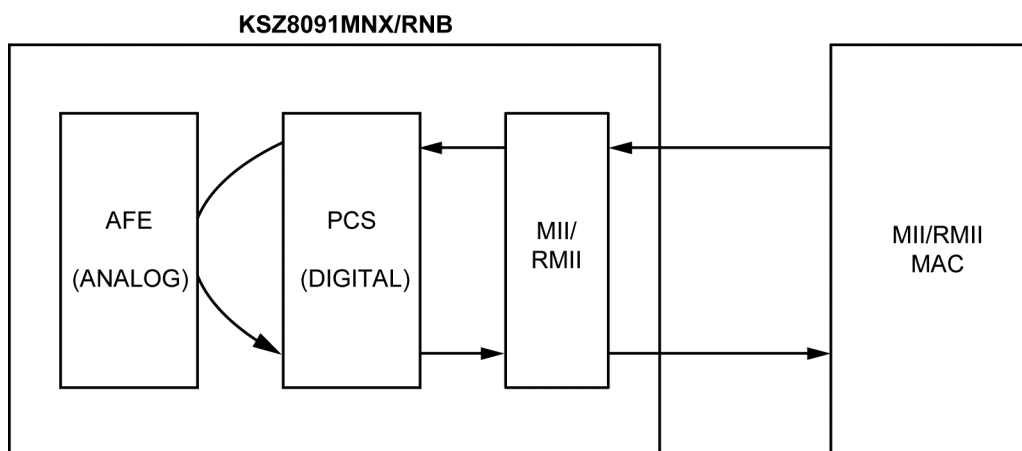 KSZ8091MNX/RNB
AFE
(ANALOG)
PCS
(DIGITAL)
MII/
RMII
MII/RMII
MAC